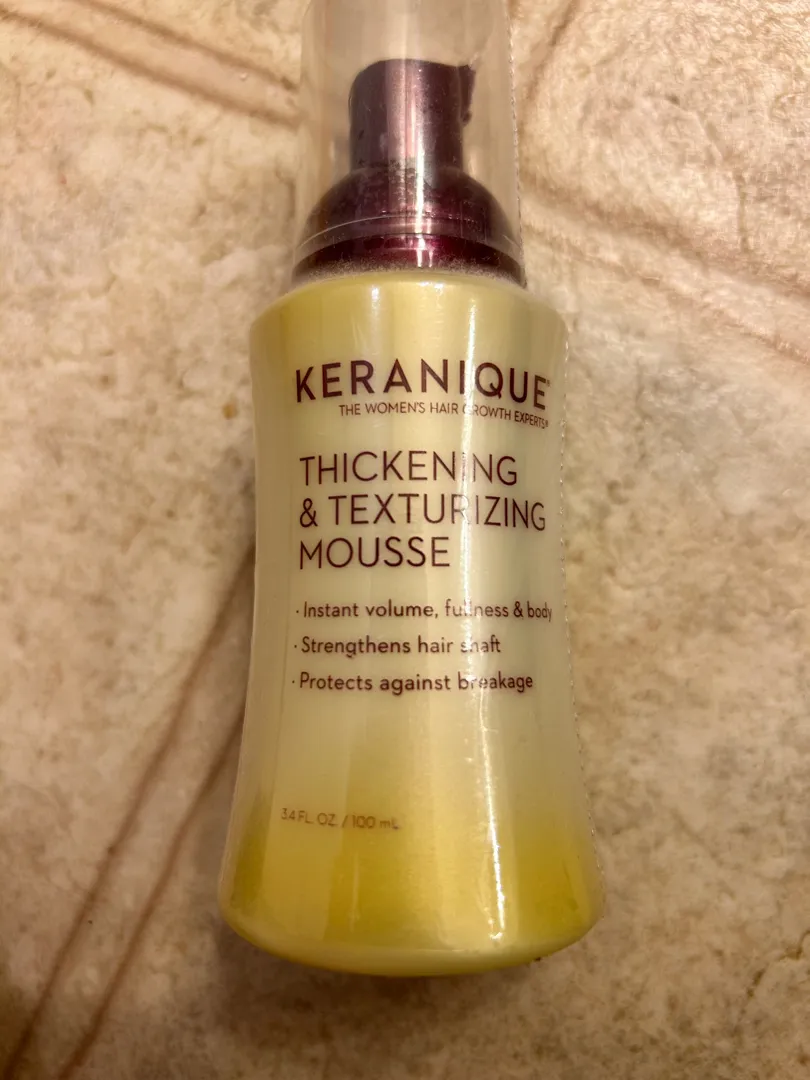 KERANIQUE®
THE WOMEN'S HAIR GROWTH EXPERTS
THICKENING
& TEXTURIZING
MOUSSE
· Instant volume, fullness & body
· Strengthens hair shaft
· Protects against breakage
3.4 FL. OZ. / 100 mL